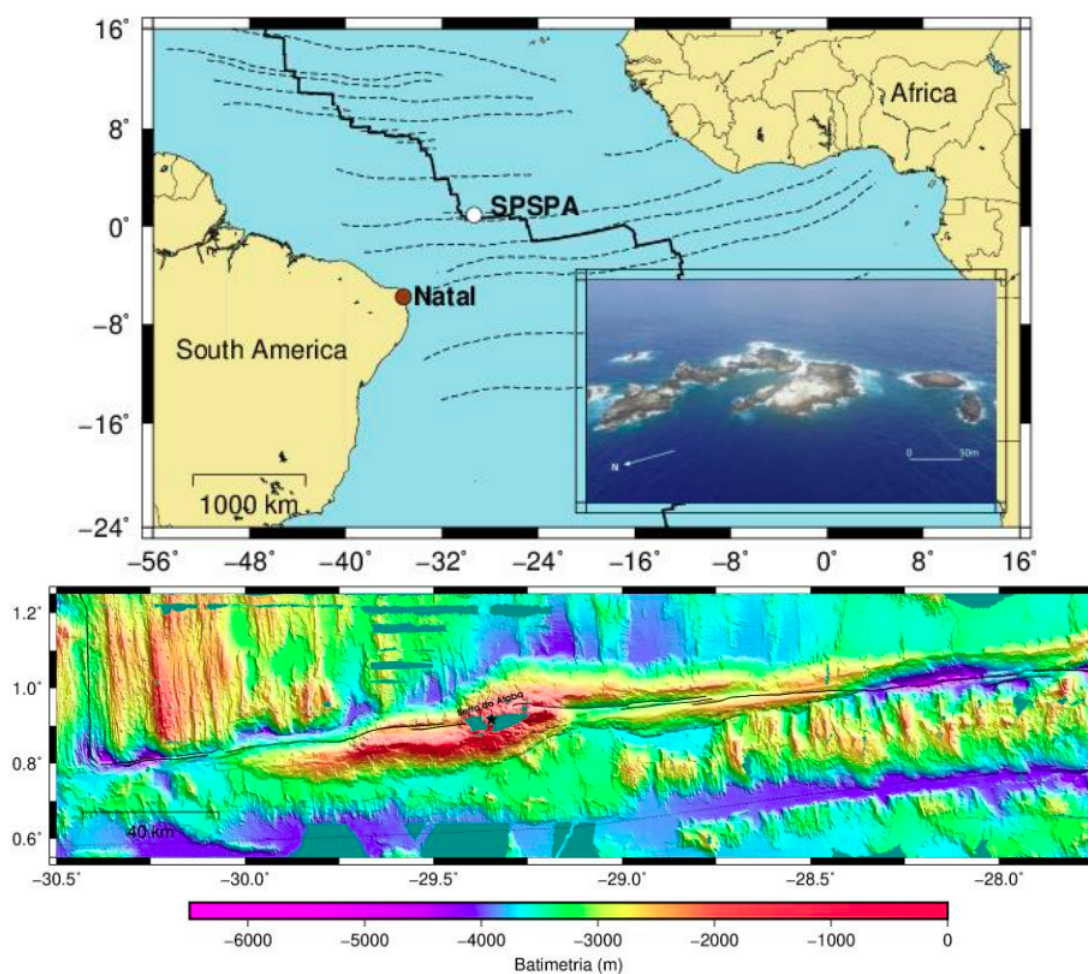 16°
8°
0°
−8°
−16°
−24°
Africa
SPSPA
Natal
South America
1000 km
N
0 50m
−56° −48° −40° −32° −24° −16° −8° 0° 8° 16°
1.2°
1.0°
0.8°
0.6°
40 km
−30.5° −30.0° −29.5° −29.0° −28.5° −28.0°
−6000 −5000 −4000 −3000 −2000 −1000 0
Batimetria (m)